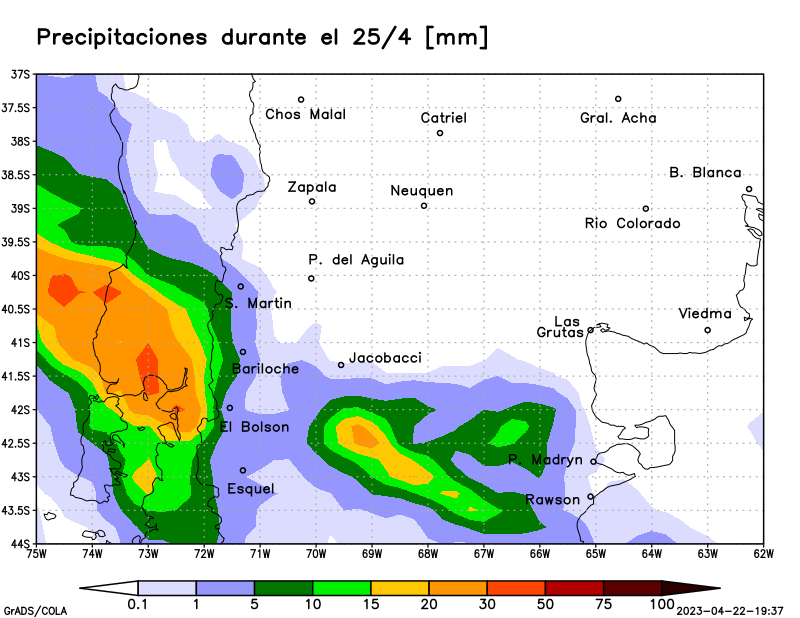 Precipitaciones durante el 25/4 [mm]
37S
37.5S
38S
38.5S
39S
39.5S
40S
40.5S
41S
41.5S
42S
42.5S
43S
43.5S
44S
Chos Malal
Catriel
Gral. Acha
B. Blanca
Zapala
Neuquen
Rio Colorado
P. del Aguila
S. Martin
Viedma
Las
Grutas
Bariloche
Jacobacci
El Bolson
P. Madryn
Esquel
Rawson
75W 74W 73W 72W 71W 70W 69W 68W 67W 66W 65W 64W 63W 62W
0.1 1 5 10 15 20 30 50 75 100
GrADS/COLA
2023-04-22-19:37